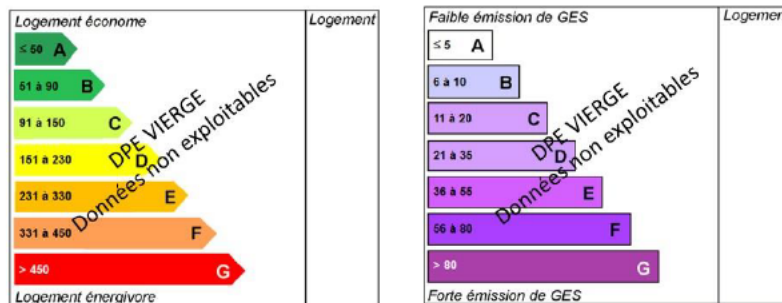 Logement économe
Logement
≤ 50 A
51 à 90 B
91 à 150 C
151 à 230 D
231 à 330 E
331 à 450 F
> 450 G
DPE VIERGE
Données non exploitables
Logement énergivore
Faible émission de GES
Logemen
≤ 5 A
6 à 10 B
11 à 20 C
21 à 35 D
36 à 55 E
56 à 80 F
> 80 G
DPE VIERGE
Données non exploitables
Forte émission de GES